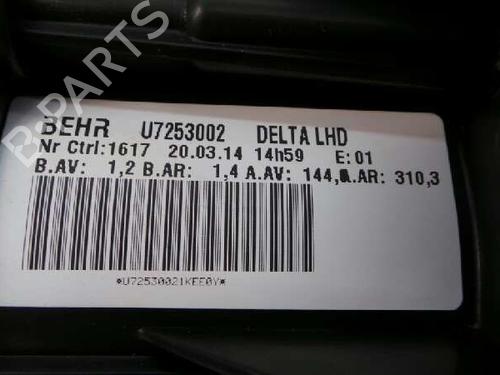 B-PARTS
BEHR U7253002 DELTA LHD
Nr Ctrl:1617 20.03.14 14h59 E:01
B.AV: 1,2 B.AR: 1,4 A.AV: 144, A.AR: 310,3
*U72530021KEE0Y*